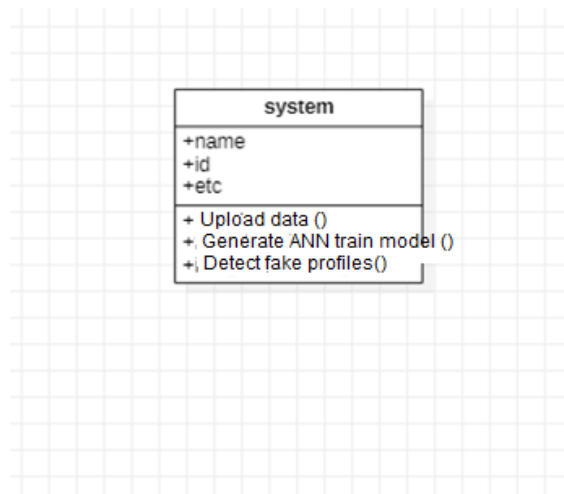 system
+name
+id
+etc
+ Upload data ()
+ Generate ANN train model ()
+ Detect fake profiles()